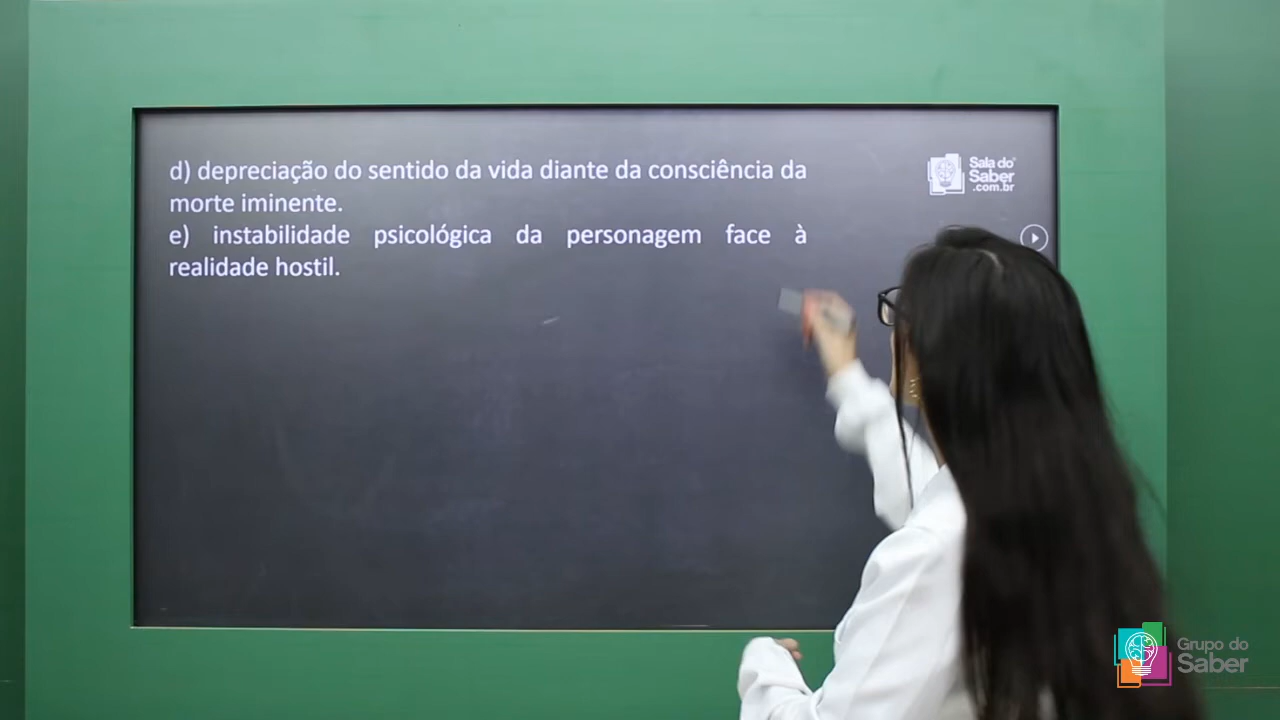 d) depreciação do sentido da vida diante da consciência da
morte iminente.
e) instabilidade psicológica da personagem face à
realidade hostil.
Sala do
Saber
.com.br
Grupo do
Saber